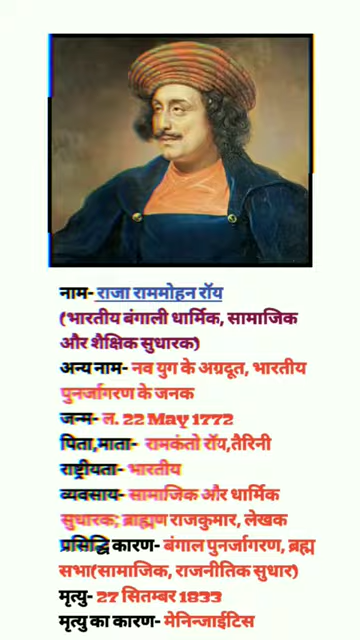 नाम- राजा राममोहन रॉय
(भारतीय बंगाली धार्मिक, सामाजिक
और शैक्षिक सुधारक)
अन्य नाम- नव युग के अग्रदूत, भारतीय
पुनर्जागरण के जनक
जन्म- ल. 22 May 1772
पिता,माता- रामकंतो रॉय,तैरिनी
राष्ट्रीयता- भारतीय
व्यवसाय- सामाजिक और धार्मिक
सुधारक; ब्राह्मण राजकुमार, लेखक
प्रसिद्धि कारण- बंगाल पुनर्जागरण, ब्रह्म
सभा(सामाजिक, राजनीतिक सुधार)
मृत्यु- 27 सितम्बर 1833
मृत्यु का कारण- मेनिन्जाईटिस